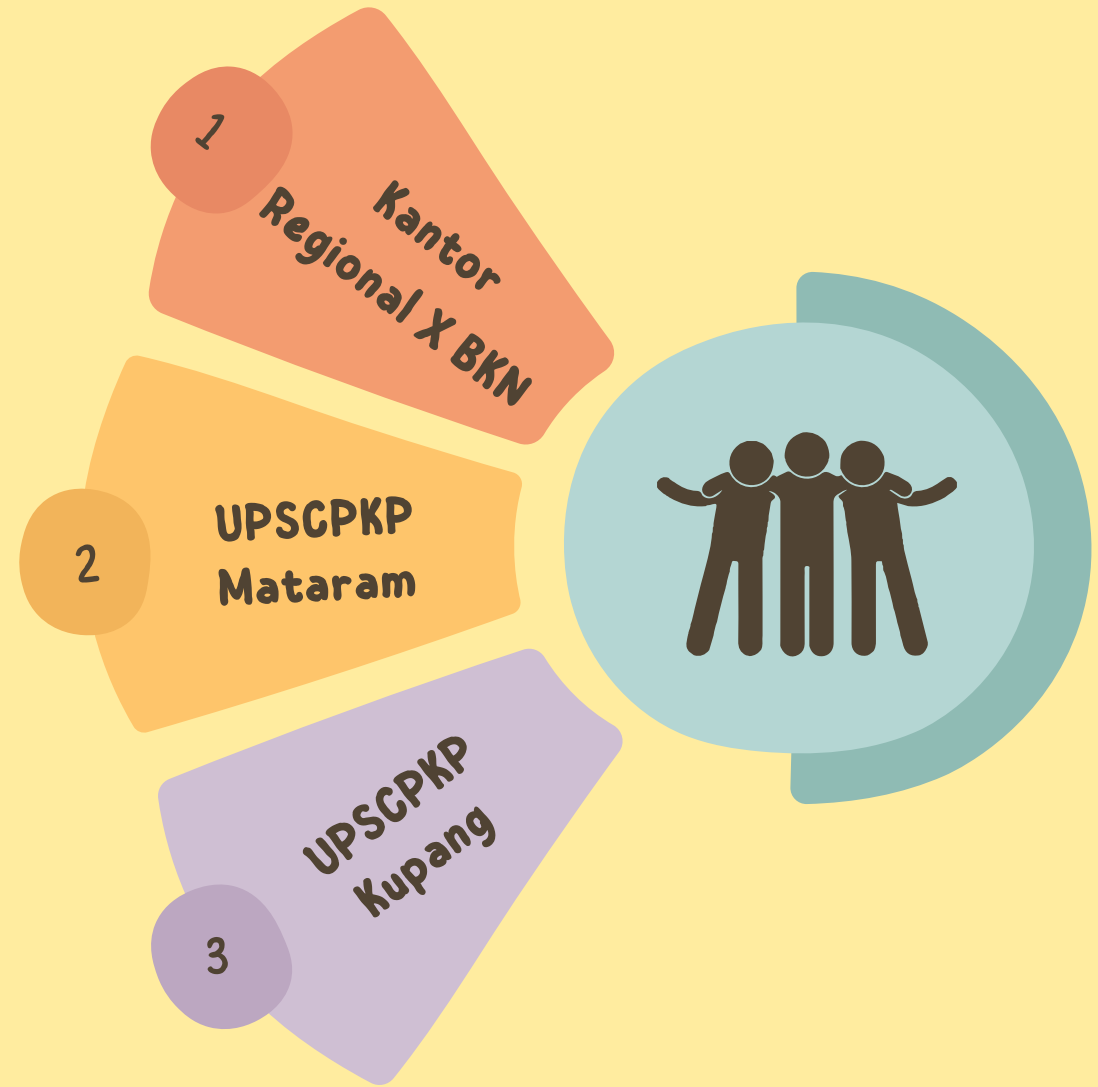 1
Kantor
Regional X BKN
2
UPSCPKP
Mataram
3
UPSCPKP
Kupang